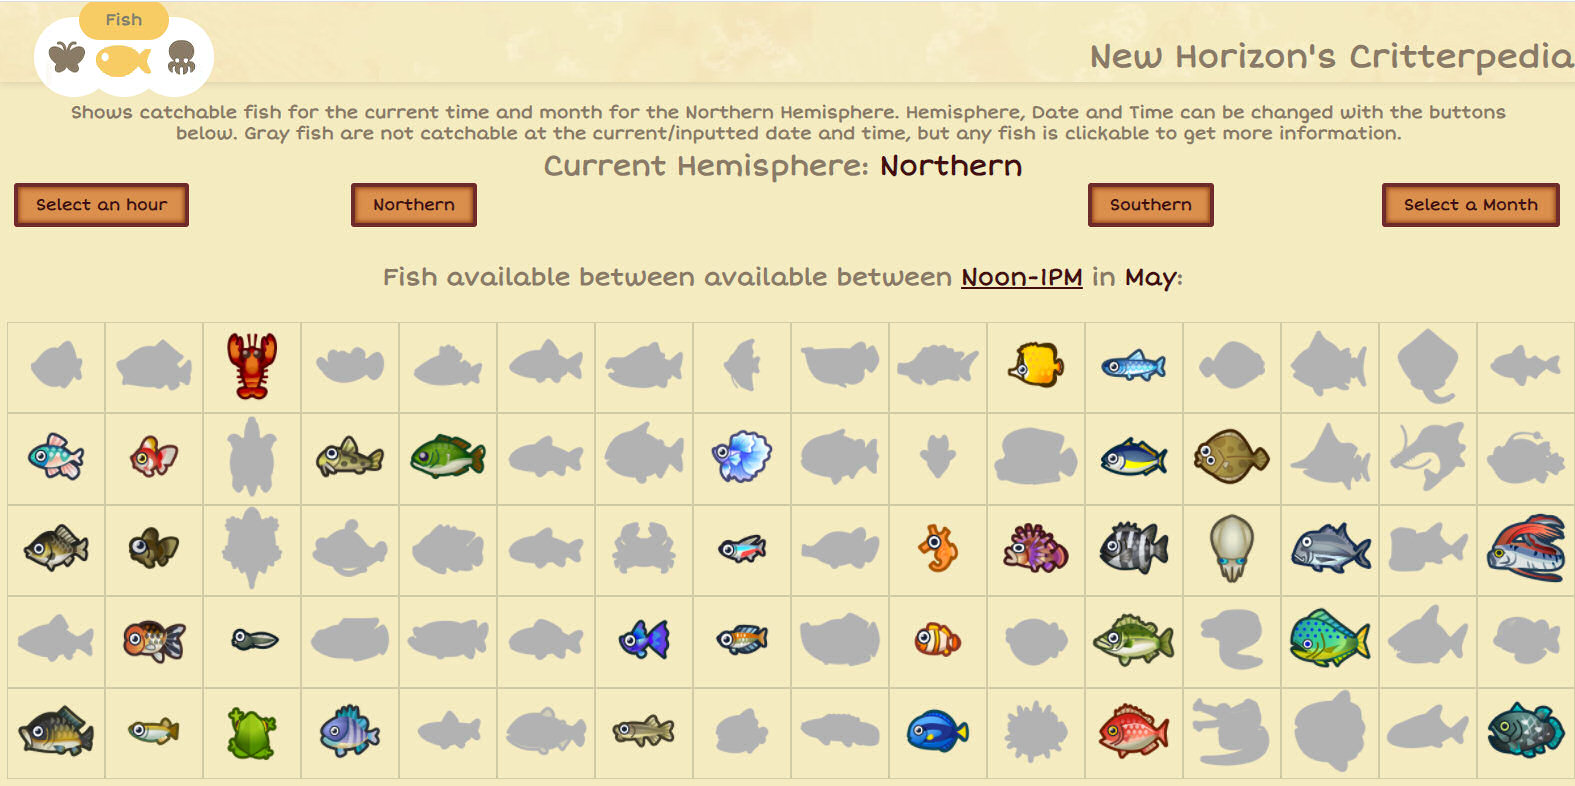 Fish
New Horizon's Critterpedia
Shows catchable fish for the current time and month for the Northern Hemisphere. Hemisphere, Date and Time can be changed with the buttons
below. Gray fish are not catchable at the current/inputted date and time, but any fish is clickable to get more information.
Current Hemisphere: Northern
Select an hour
Northern
Southern
Select a Month
Fish available between available between Noon-1PM in May: